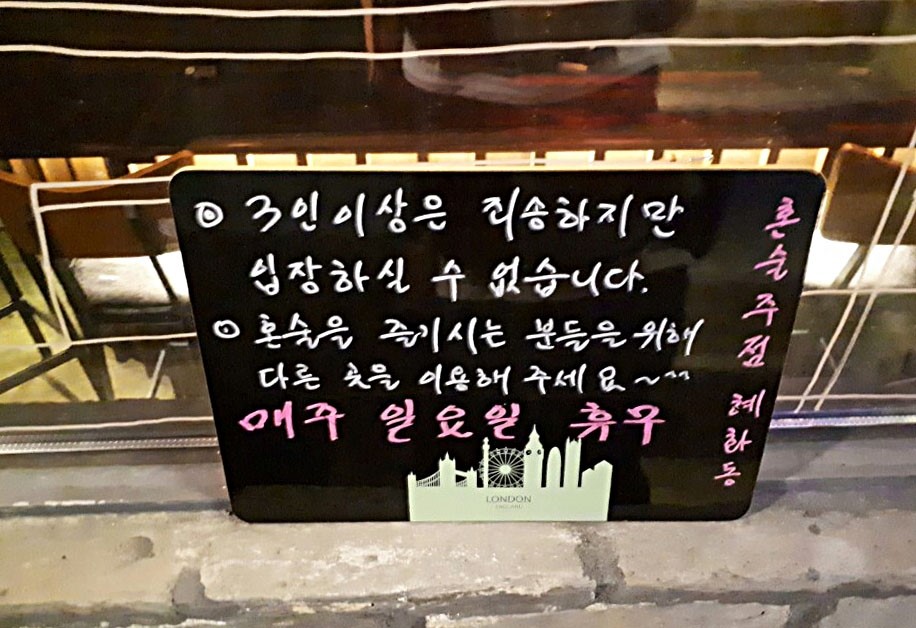 ⊙ 3인이상은 죄송하지만
입장하실 수 없습니다.
⊙ 혼술을 즐기시는 분들을 위해
다른 곳을 이용해 주세요~^^
매주 일요일 휴무
혼술주점 혜화동
LONDON
ENGLAND